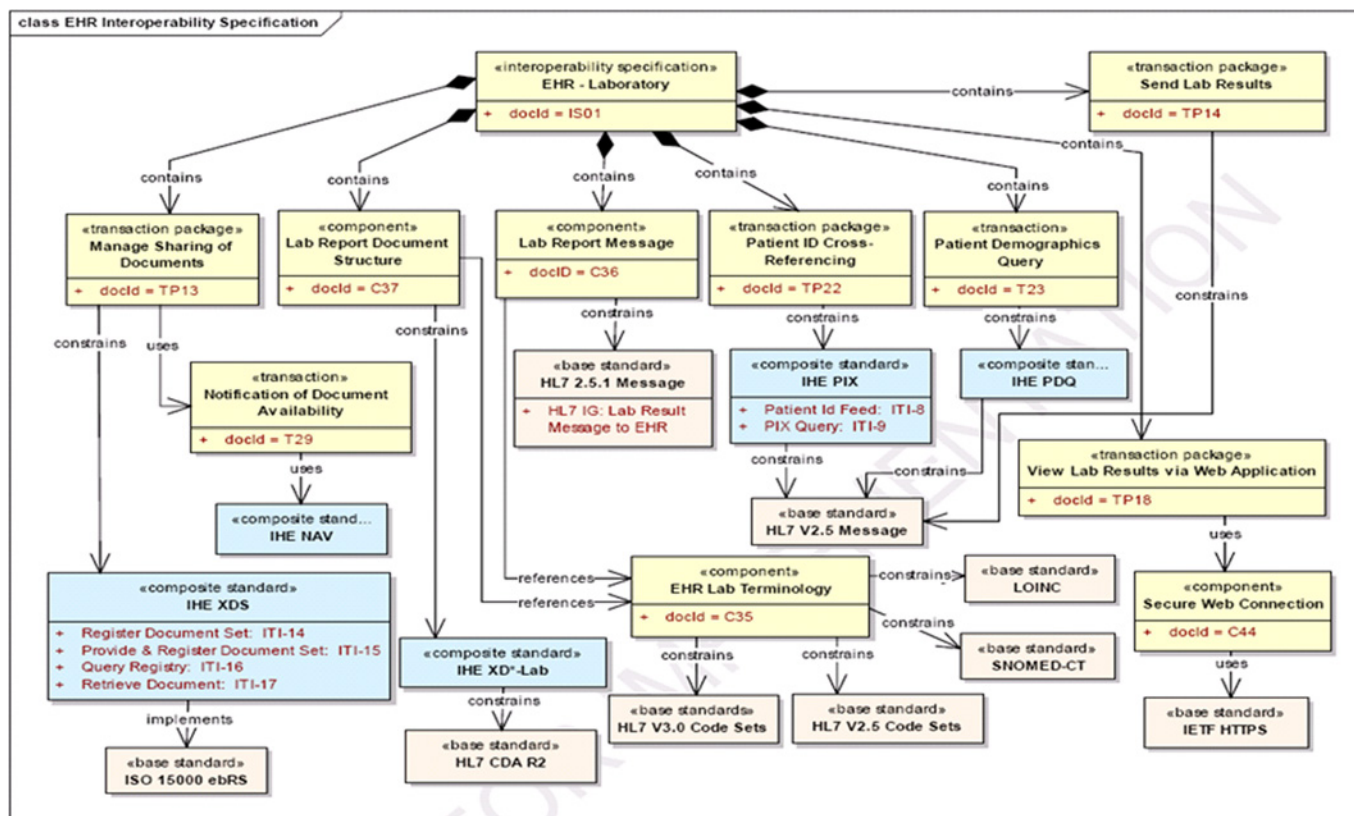 class EHR Interoperability Specification
«interoperability specification»
EHR - Laboratory
+ docId = IS01
«transaction package»
Send Lab Results
+ docId = TP14
contains
contains
contains
contains
contains
contains
contains
«transaction package»
Manage Sharing of
Documents
+ docId = TP13
«component»
Lab Report Document
Structure
+ docId = C37
«component»
Lab Report Message
+ docID = C36
«transaction package»
Patient ID Cross-
Referencing
+ docId = TP22
«transaction»
Patient Demographics
Query
+ docId = T23
constrains
uses
constrains
constrains
constrains
constrains
constrains
«transaction»
Notification of Document
Availability
+ docId = T29
«base standard»
HL7 2.5.1 Message
+ HL7 IG: Lab Result
Message to EHR
«composite standard»
IHE PIX
+ Patient Id Feed: ITI-8
+ PIX Query: ITI-9
«composite stan...
IHE PDQ
uses
constrains
constrains
«transaction package»
View Lab Results via Web Application
+ docId = TP18
«composite stand...
IHE NAV
«base standard»
HL7 V2.5 Message
uses
«composite standard»
IHE XDS
+ Register Document Set: ITI-14
+ Provide & Register Document Set: ITI-15
+ Query Registry: ITI-16
+ Retrieve Document: ITI-17
references
references
«component»
EHR Lab Terminology
+ docId = C35
constrains
«base standard»
LOINC
constrains
«base standard»
SNOMED-CT
«component»
Secure Web Connection
+ docId = C44
«composite standard»
IHE XD*-Lab
constrains
constrains
uses
implements
constrains
«base standards»
HL7 V3.0 Code Sets
«base standard»
HL7 V2.5 Code Sets
«base standard»
IETF HTTPS
«base standard»
ISO 15000 ebRS
«base standard»
HL7 CDA R2